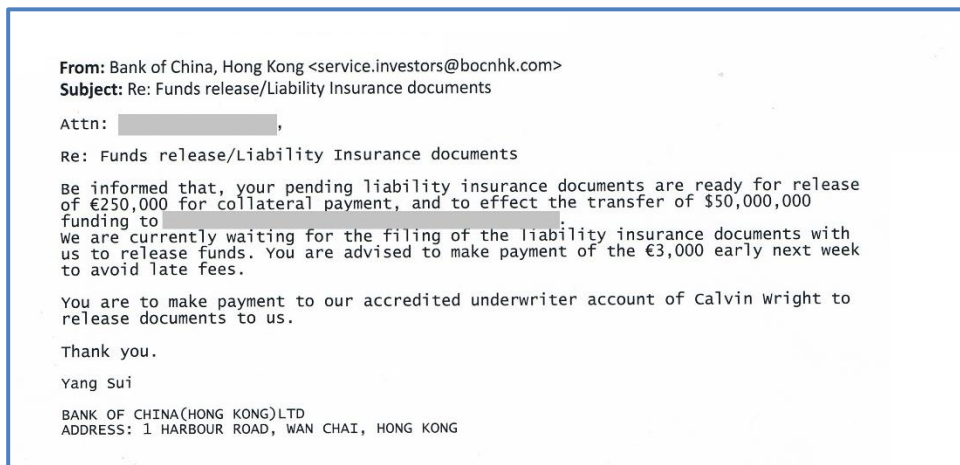 From: Bank of China, Hong Kong <service.investors@bocnhk.com>
Subject: Re: Funds release/Liability Insurance documents
Attn: ,
Re: Funds release/Liability Insurance documents
Be informed that, your pending liability insurance documents are ready for release
of €250,000 for collateral payment, and to effect the transfer of $50,000,000
funding to .
We are currently waiting for the filing of the liability insurance documents with
us to release funds. You are advised to make payment of the €3,000 early next week
to avoid late fees.
You are to make payment to our accredited underwriter account of Calvin Wright to
release documents to us.
Thank you.
Yang Sui
BANK OF CHINA(HONG KONG)LTD
ADDRESS: 1 HARBOUR ROAD, WAN CHAI, HONG KONG